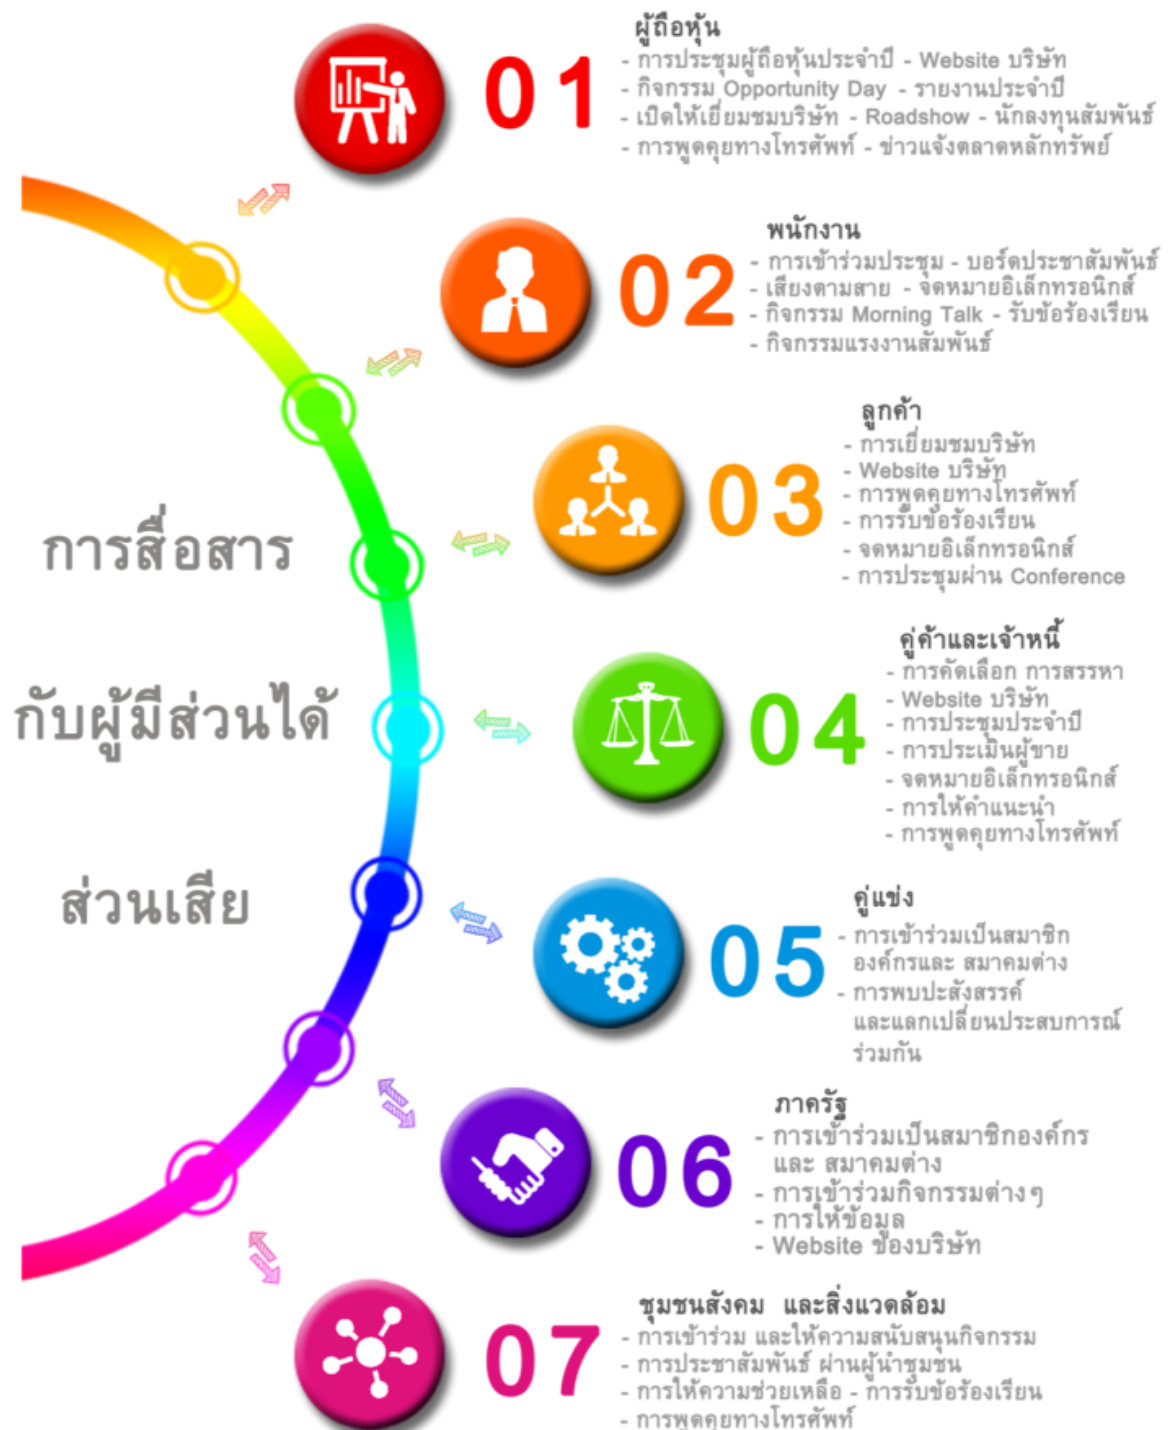 การสื่อสาร
กับผู้มีส่วนได้
ส่วนเสีย
01
ผู้ถือหุ้น
- การประชุมผู้ถือหุ้นประจำปี - Website บริษัท
- กิจกรรม Opportunity Day - รายงานประจำปี
- เปิดให้เยี่ยมชมบริษัท - Roadshow - นักลงทุนสัมพันธ์
- การพูดคุยทางโทรศัพท์ - ข่าวแจ้งตลาดหลักทรัพย์
02
พนักงาน
- การเข้าร่วมประชุม - บอร์ดประชาสัมพันธ์
- เสียงตามสาย - จดหมายอิเล็กทรอนิกส์
- กิจกรรม Morning Talk - รับข้อร้องเรียน
- กิจกรรมแรงงานสัมพันธ์
03
ลูกค้า
- การเยี่ยมชมบริษัท
- Website บริษัท
- การพูดคุยทางโทรศัพท์
- การรับข้อร้องเรียน
- จดหมายอิเล็กทรอนิกส์
- การประชุมผ่าน Conference
04
คู่ค้าและเจ้าหนี้
- การคัดเลือก การสรรหา
- Website บริษัท
- การประชุมประจำปี
- การประเมินผู้ขาย
- จดหมายอิเล็กทรอนิกส์
- การให้คำแนะนำ
- การพูดคุยทางโทรศัพท์
05
คู่แข่ง
- การเข้าร่วมเป็นสมาชิก
องค์กรและ สมาคมต่าง
- การพบปะสังสรรค์
และแลกเปลี่ยนประสบการณ์
ร่วมกัน
06
ภาครัฐ
- การเข้าร่วมเป็นสมาชิกองค์กร
และ สมาคมต่าง
- การเข้าร่วมกิจกรรมต่างๆ
- การให้ข้อมูล
- Website ของบริษัท
07
ชุมชนสังคม และสิ่งแวดล้อม
- การเข้าร่วม และให้ความสนับสนุนกิจกรรม
- การประชาสัมพันธ์ ผ่านผู้นำชุมชน
- การให้ความช่วยเหลือ - การรับข้อร้องเรียน
- การพูดคุยทางโทรศัพท์